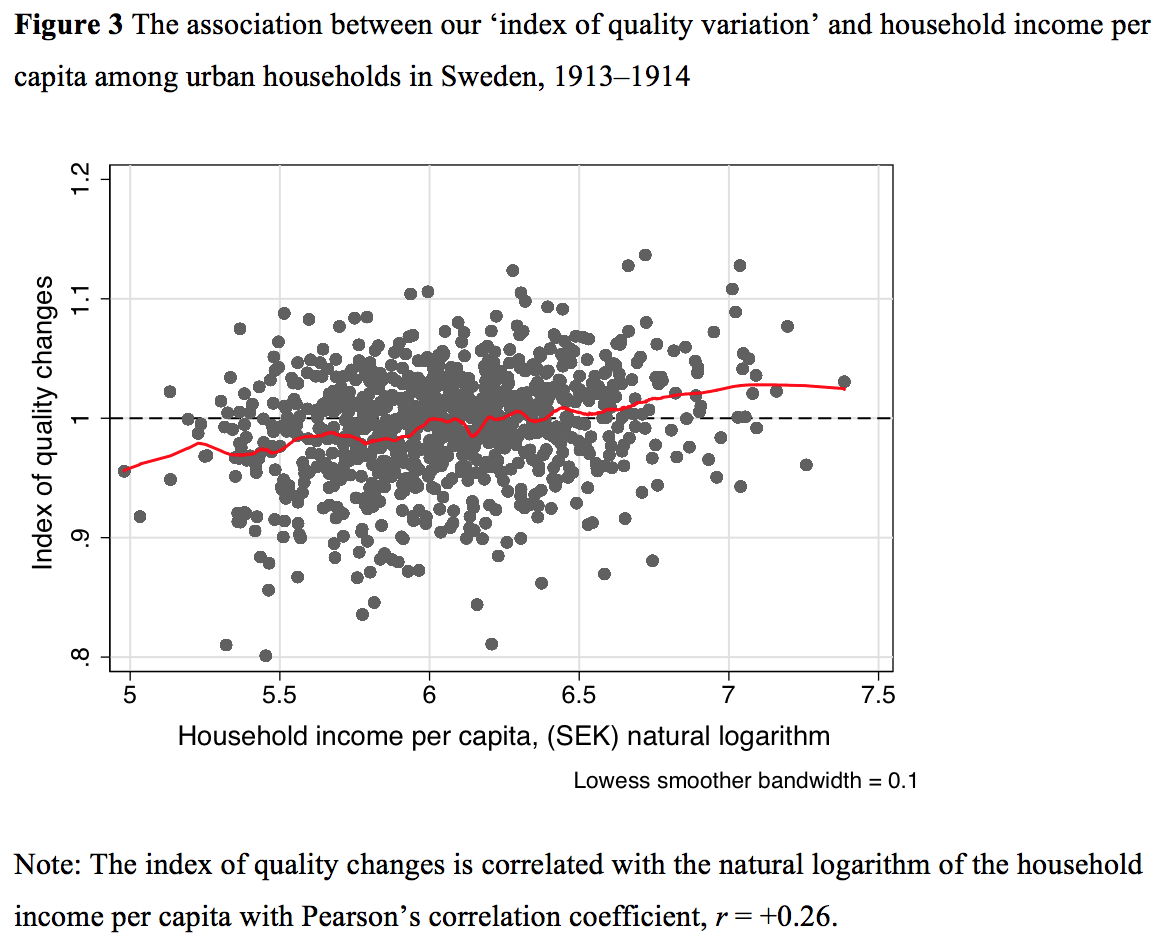 Figure 3 The association between our ‘index of quality variation’ and household income per
capita among urban households in Sweden, 1913–1914
Index of quality changes
1.2
1.1
1
.9
.8
5 5.5 6 6.5 7 7.5
Household income per capita, (SEK) natural logarithm
Lowess smoother bandwidth = 0.1
Note: The index of quality changes is correlated with the natural logarithm of the household
income per capita with Pearson’s correlation coefficient, r = +0.26.